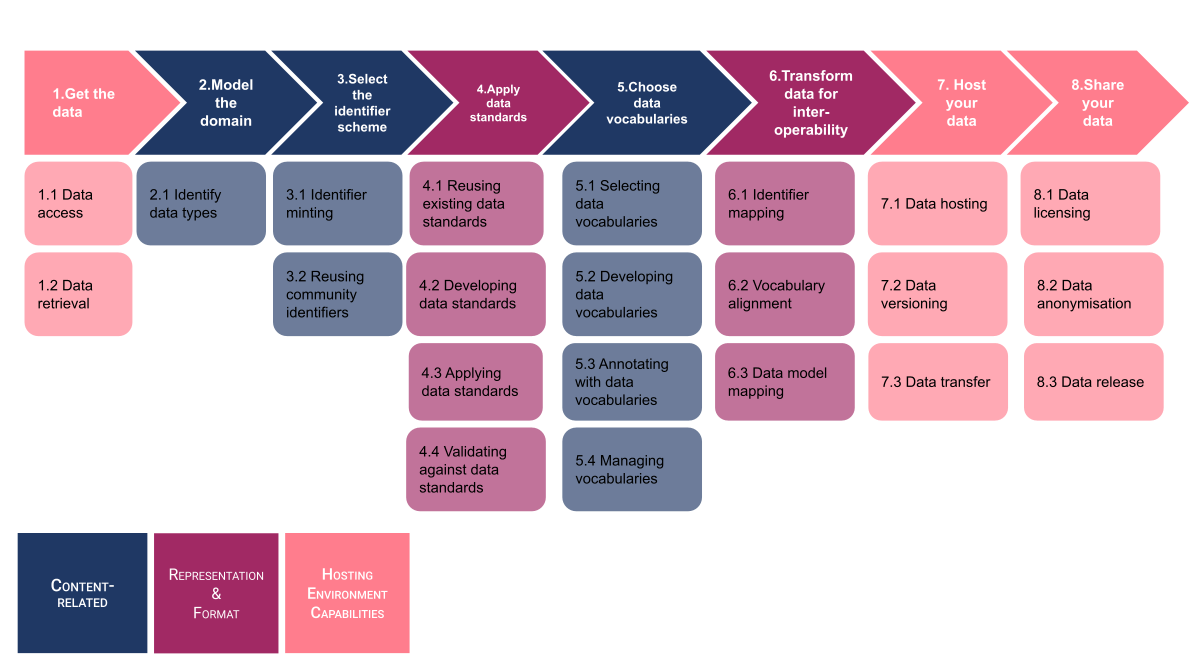 1.Get the
data
2.Model
the
domain
3.Select
the
identifier
scheme
4.Apply
data
standards
5.Choose
data
vocabularies
6.Transform
data for
inter-
operability
7. Host
your
data
8.Share
your
data
1.1 Data
access
2.1 Identify
data types
3.1 Identifier
minting
4.1 Reusing
existing data
standards
5.1 Selecting
data
vocabularies
6.1 Identifier
mapping
7.1 Data hosting
8.1 Data
licensing
1.2 Data
retrieval
3.2 Reusing
community
identifiers
4.2 Developing
data standards
5.2 Developing
data
vocabularies
6.2 Vocabulary
alignment
7.2 Data
versioning
8.2 Data
anonymisation
4.3 Applying
data standards
5.3 Annotating
with data
vocabularies
6.3 Data model
mapping
7.3 Data transfer
8.3 Data release
4.4 Validating
against data
standards
5.4 Managing
vocabularies
Content-
related
Representation
&
Format
Hosting
Environment
Capabilities